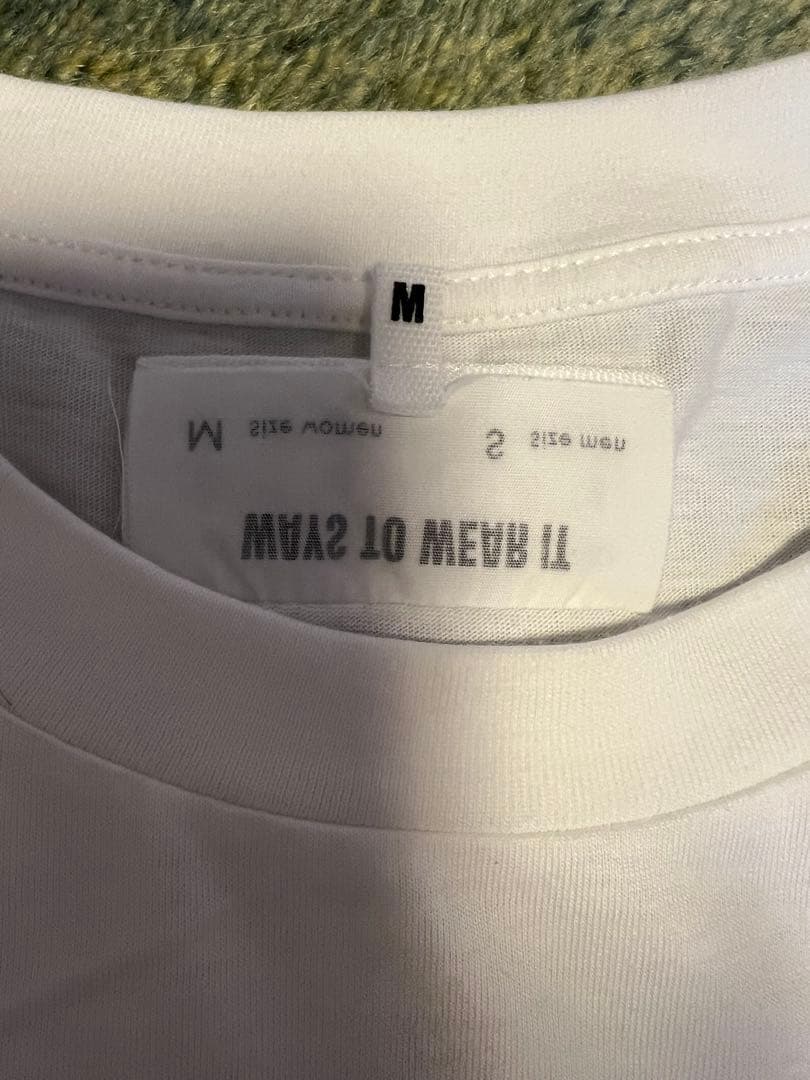 M
M Size women S Size men
WAYS TO WEAR IT